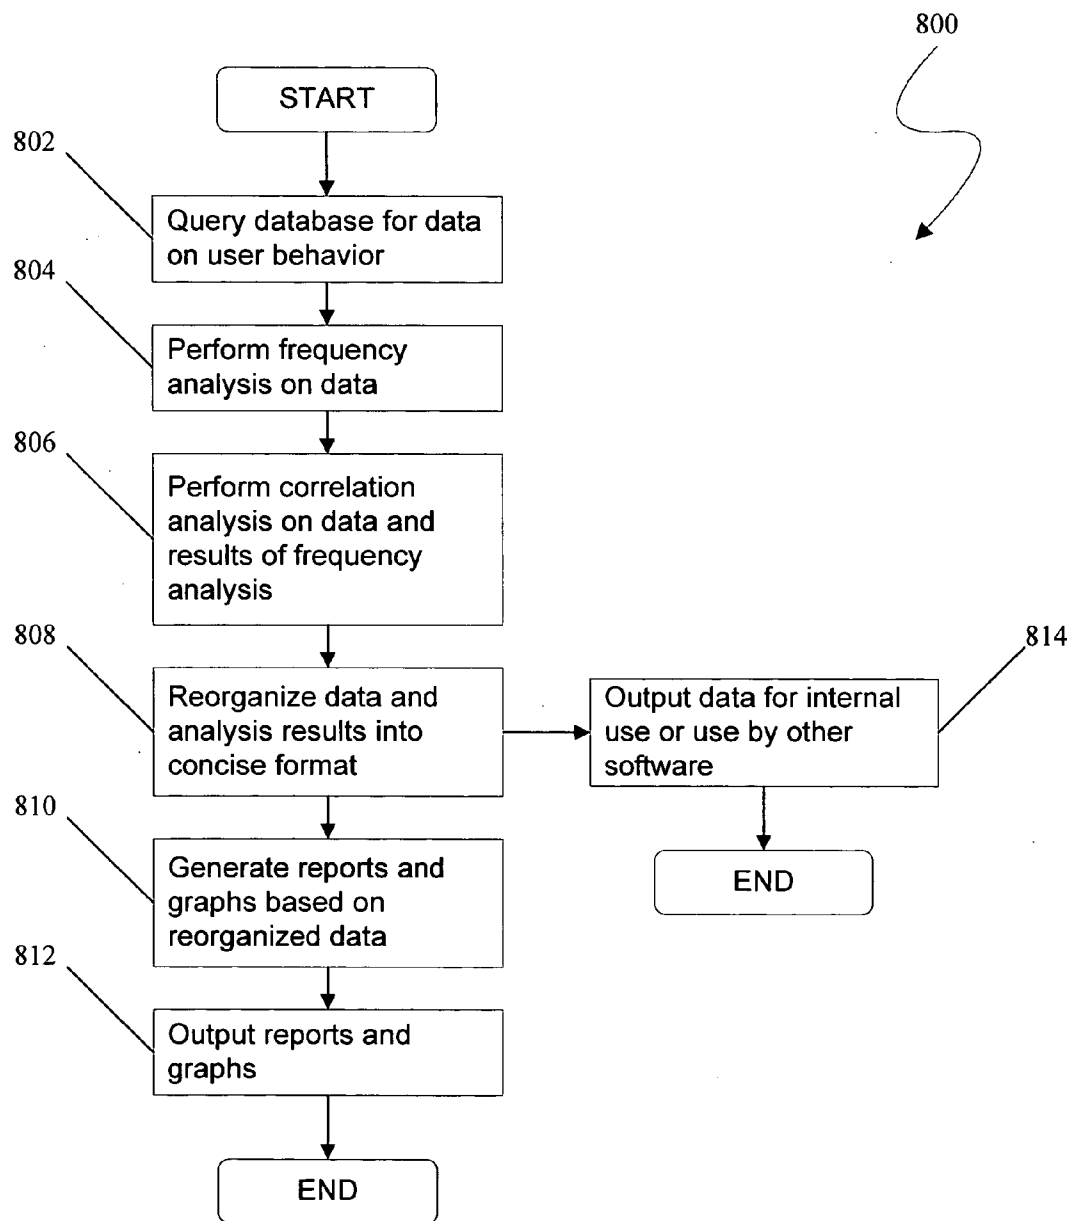 800
START
802
Query database for data
on user behavior
804
Perform frequency
analysis on data
806
Perform correlation
analysis on data and
results of frequency
analysis
808
Reorganize data and
analysis results into
concise format
814
Output data for internal
use or use by other
software
810
Generate reports and
graphs based on
reorganized data
END
812
Output reports and
graphs
END